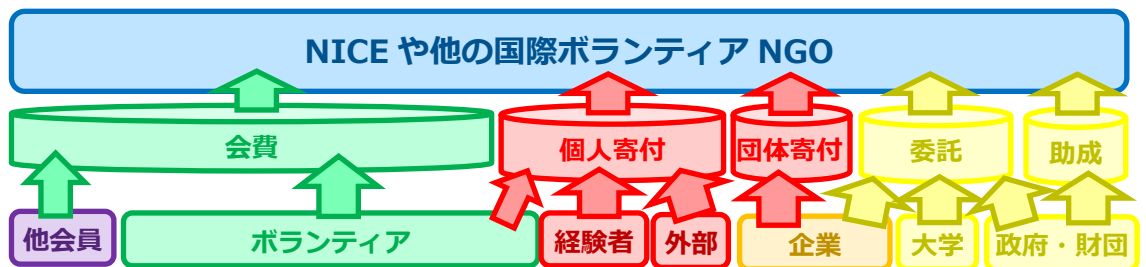 NICE や他の国際ボランティア NGO
会費
個人寄付
団体寄付
委託
助成
他会員
ボランティア
経験者
外部
企業
大学
政府・財団